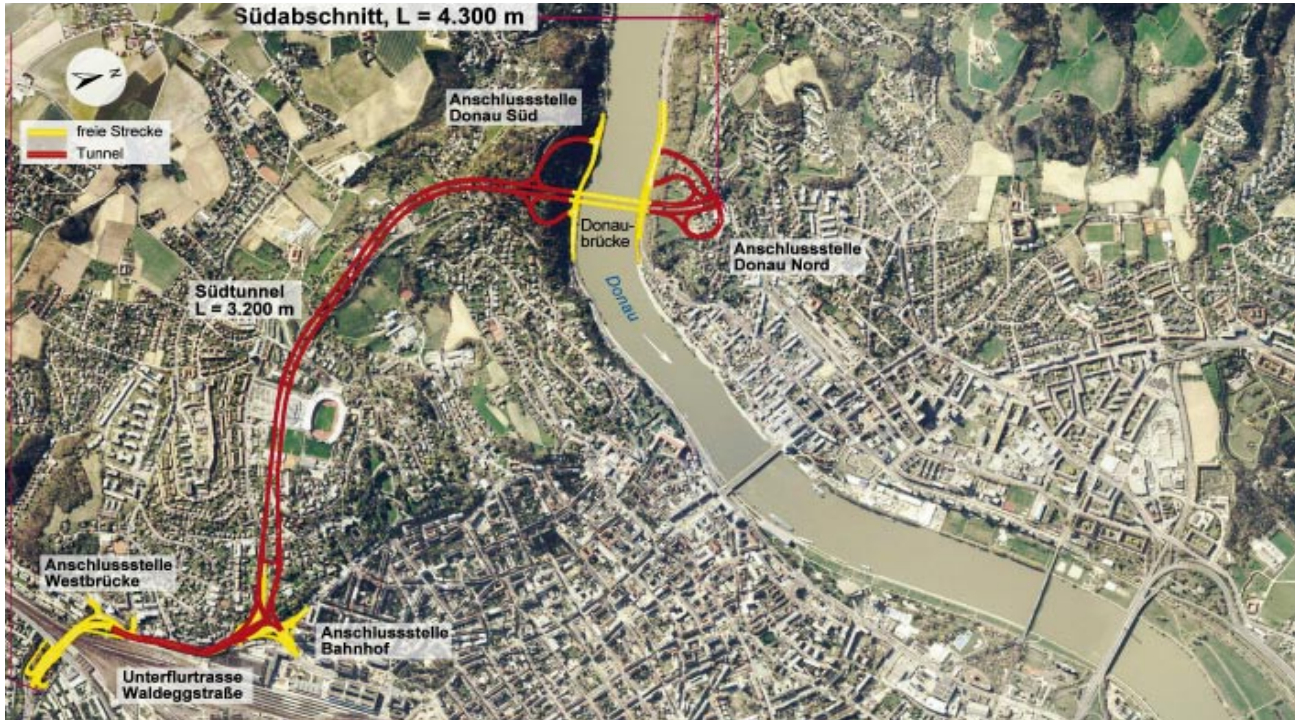 Südabschnitt, L = 4.300 m
N
freie Strecke
Tunnel
Anschlussstelle
Donau Süd
Donau-
brücke
Anschlussstelle
Donau Nord
Südtunnel
L = 3.200 m
Donau
Anschlussstelle
Westbrücke
Anschlussstelle
Bahnhof
Unterflurtrasse
Waldeggstraße